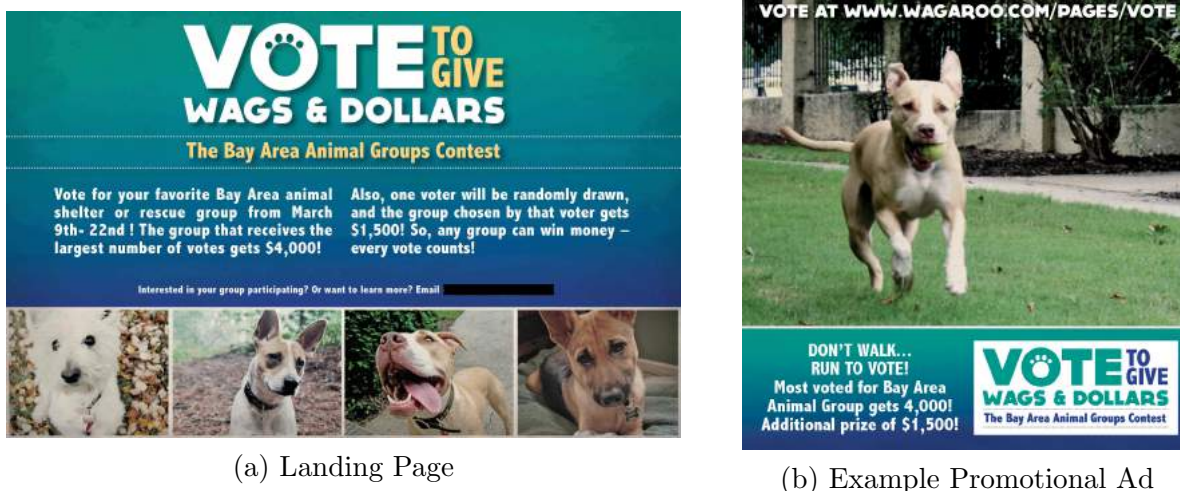 VOTE TO GIVE
WAGS & DOLLARS
The Bay Area Animal Groups Contest
Vote for your favorite Bay Area animal
shelter or rescue group from March
9th- 22nd ! The group that receives the
largest number of votes gets $4,000!
Also, one voter will be randomly drawn,
and the group chosen by that voter gets
$1,500! So, any group can win money –
every vote counts!
Interested in your group participating? Or want to learn more? Email
(a) Landing Page
VOTE AT WWW.WAGAROO.COM/PAGES/VOTE
DON'T WALK...
RUN TO VOTE!
Most voted for Bay Area
Animal Group gets 4,000!
Additional prize of $1,500!
VOTE TO GIVE
WAGS & DOLLARS
The Bay Area Animal Groups Contest
(b) Example Promotional Ad